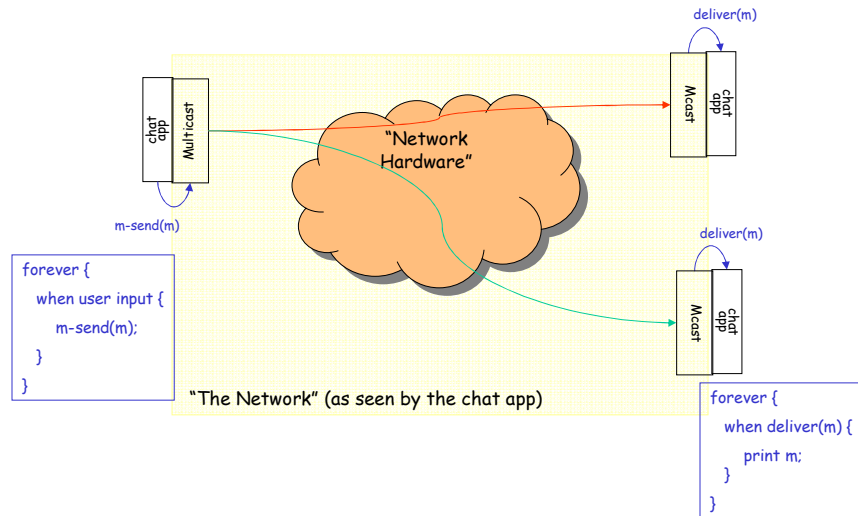 deliver(m)
Mcast
chat
app
chat
app
Multicast
"Network
Hardware"
m-send(m)
deliver(m)
Mcast
chat
app
forever {
when user input {
m-send(m);
}
}
"The Network" (as seen by the chat app)
forever {
when deliver(m) {
print m;
}
}